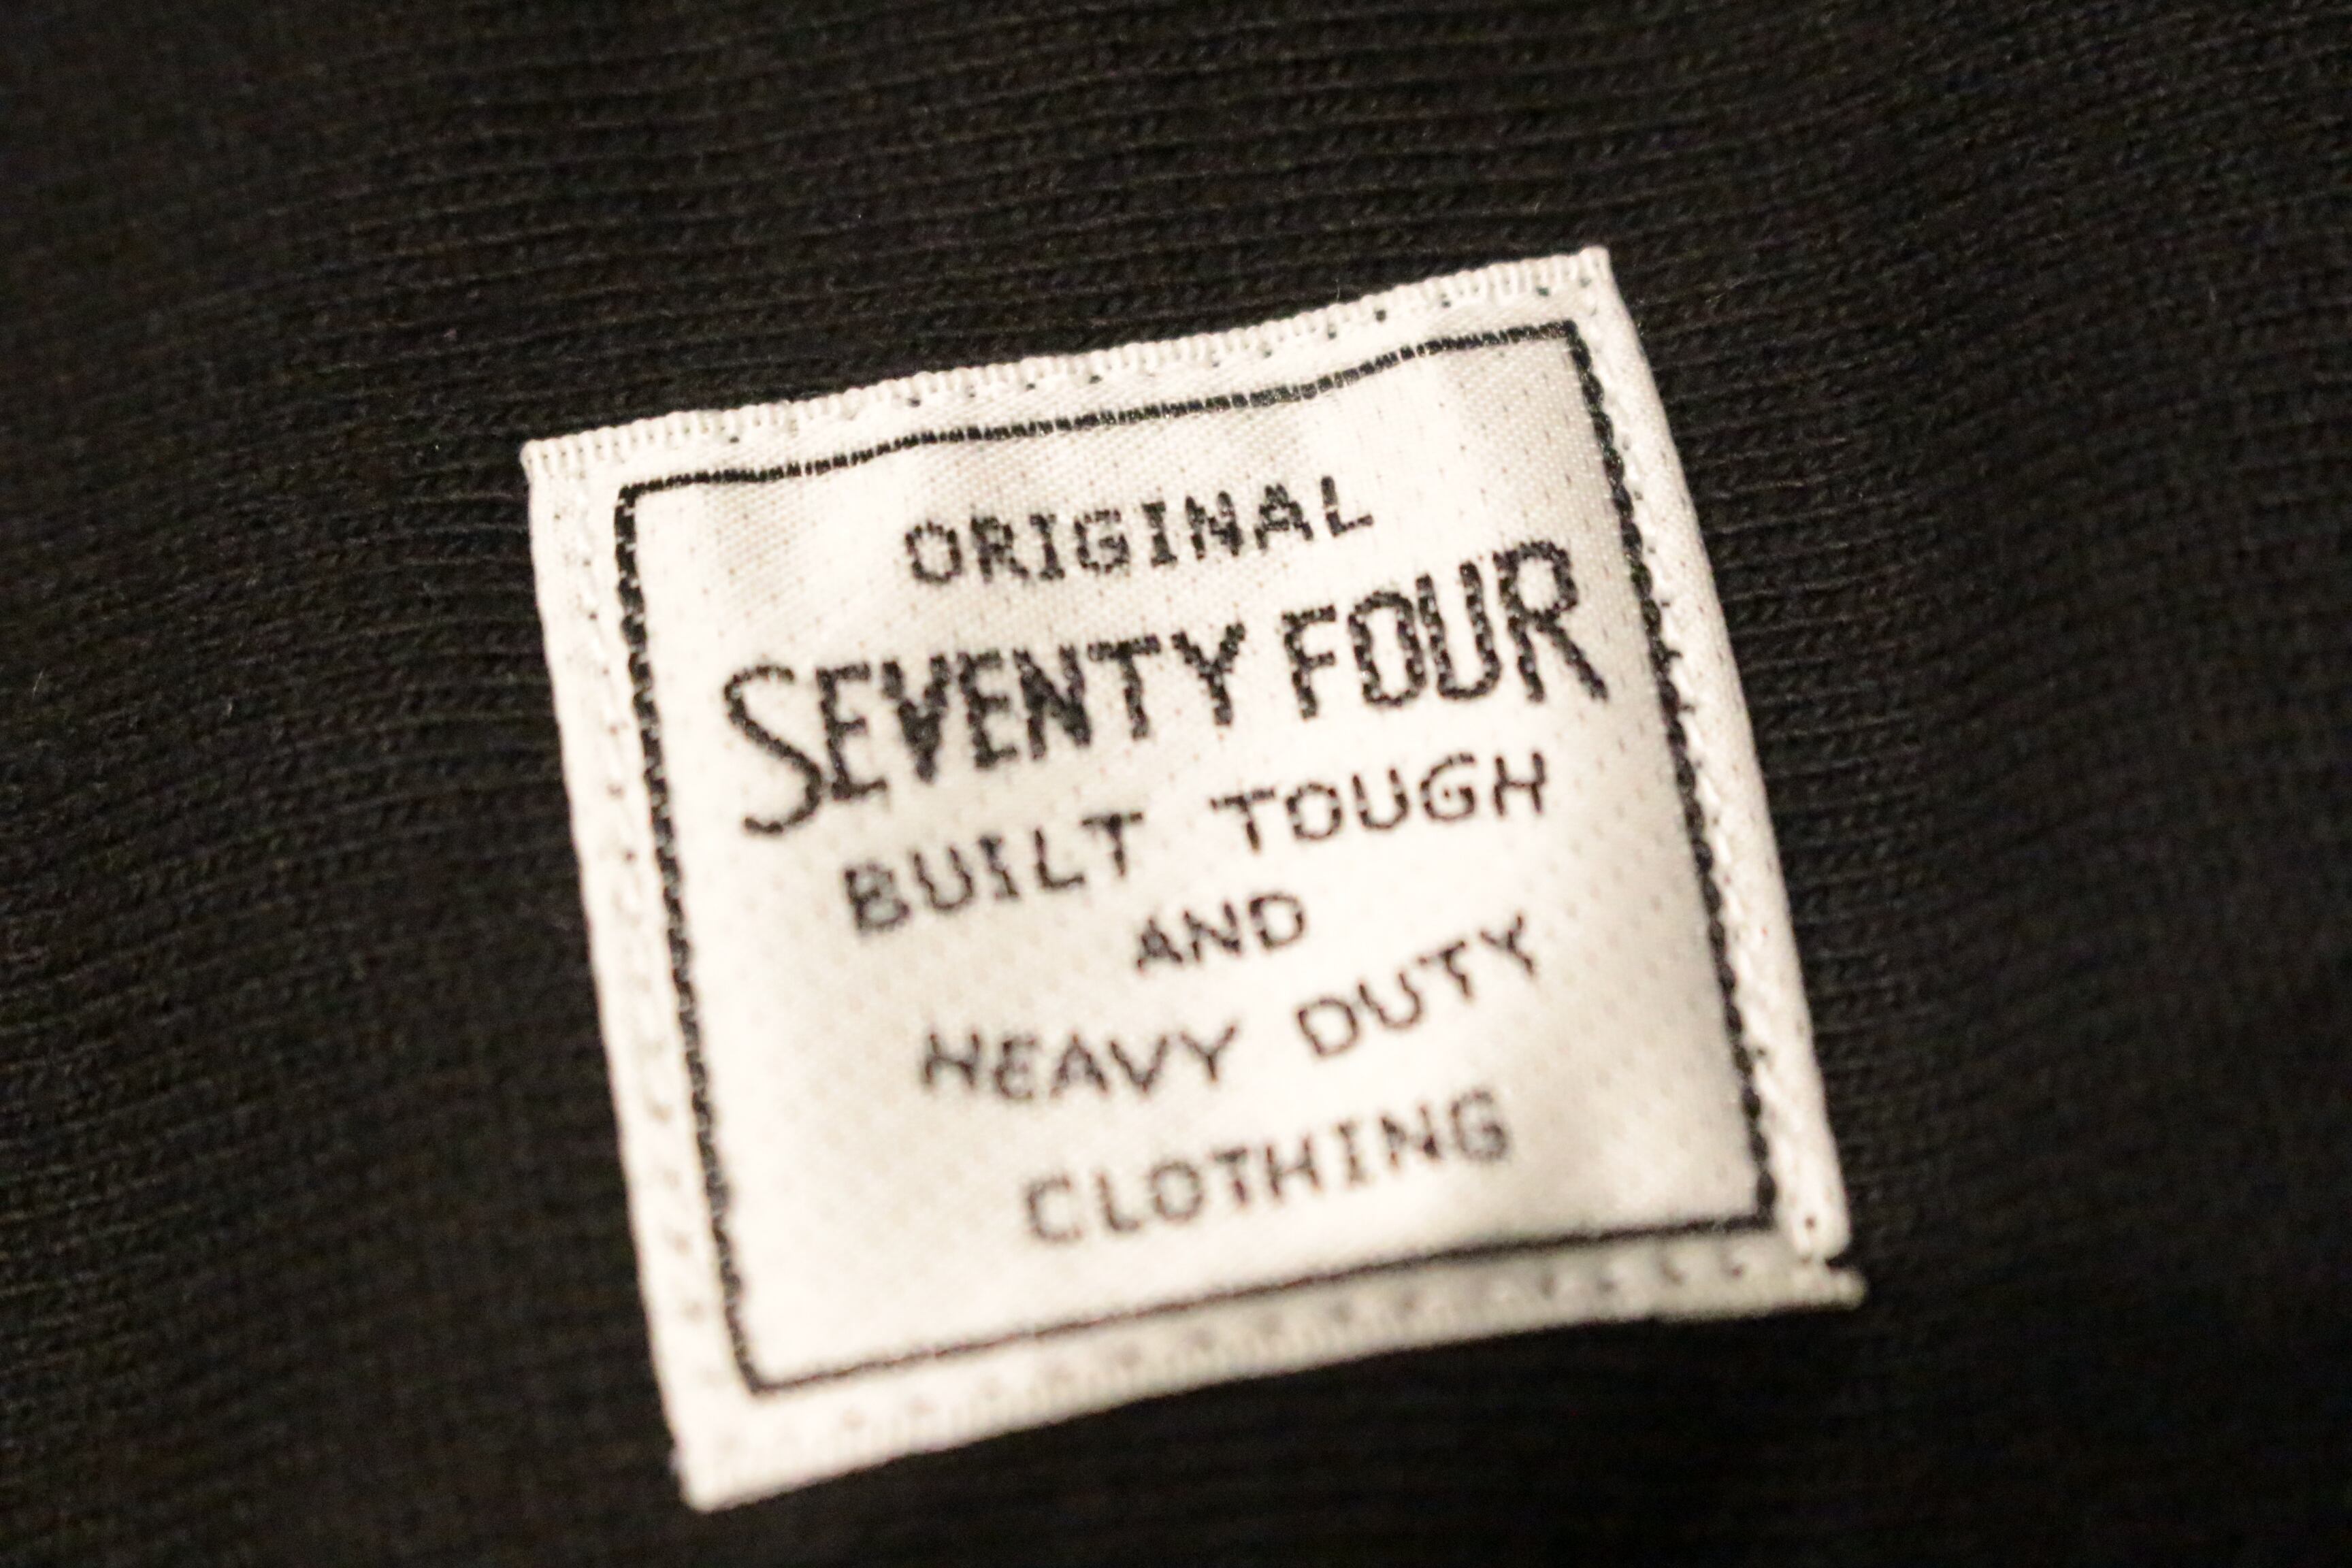 ORIGINAL
SEVENTY FOUR
BUILT TOUGH
AND
HEAVY DUTY
CLOTHING